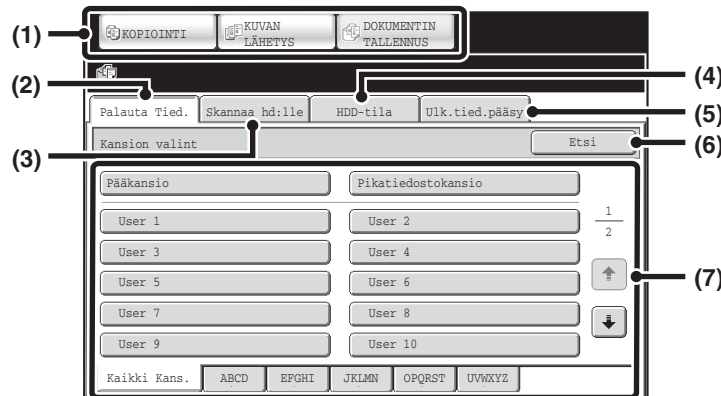 (1)
KOPIOINTI
KUVAN
LÄHETYS
DOKUMENTIN
TALLENNUS
(2)
(4)
Palauta Tied.
Skannaa hd:lle
HDD-tila
Ulk.tied.pääsy
(5)
(3)
Kansion valint
Etsi
(6)
Pääkansio
Pikatiedostokansio
User 1
User 2
1
2
User 3
User 4
User 5
User 6
(7)
User 7
User 8
User 9
User 10
Kaikki Kans.
ABCD
EFGHI
JKLMN
OPQRST
UVWXYZ